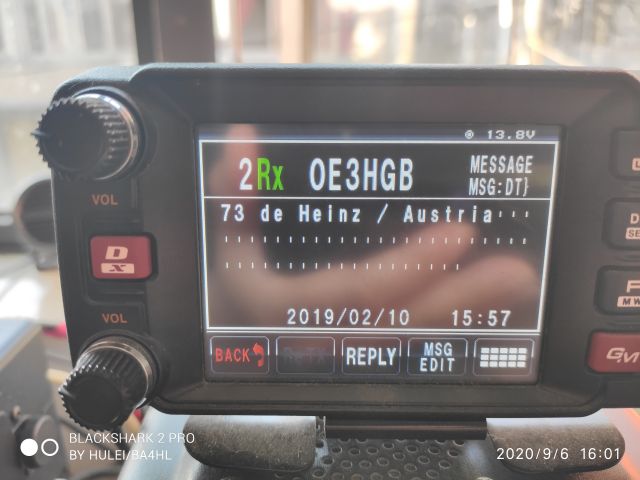 @ 13.8V
2Rx OE3HGB
MESSAGE
MSG:DT}
VOL
73 de Heinz / Austria
D
X
2019/02/10 15:57
VOL
BACK REPLY MSG EDIT
GM
BLACKSHARK 2 PRO
BY HULEI/BA4HL
2020/9/6 16:01